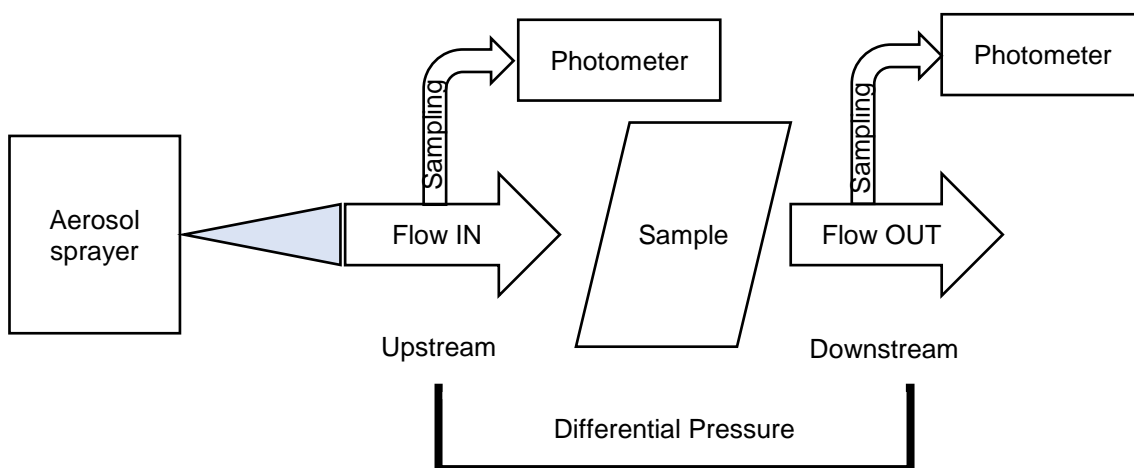 Photometer
Photometer
Sampling
Sampling
Aerosol
sprayer
Flow IN
Sample
Flow OUT
Upstream
Downstream
Differential Pressure